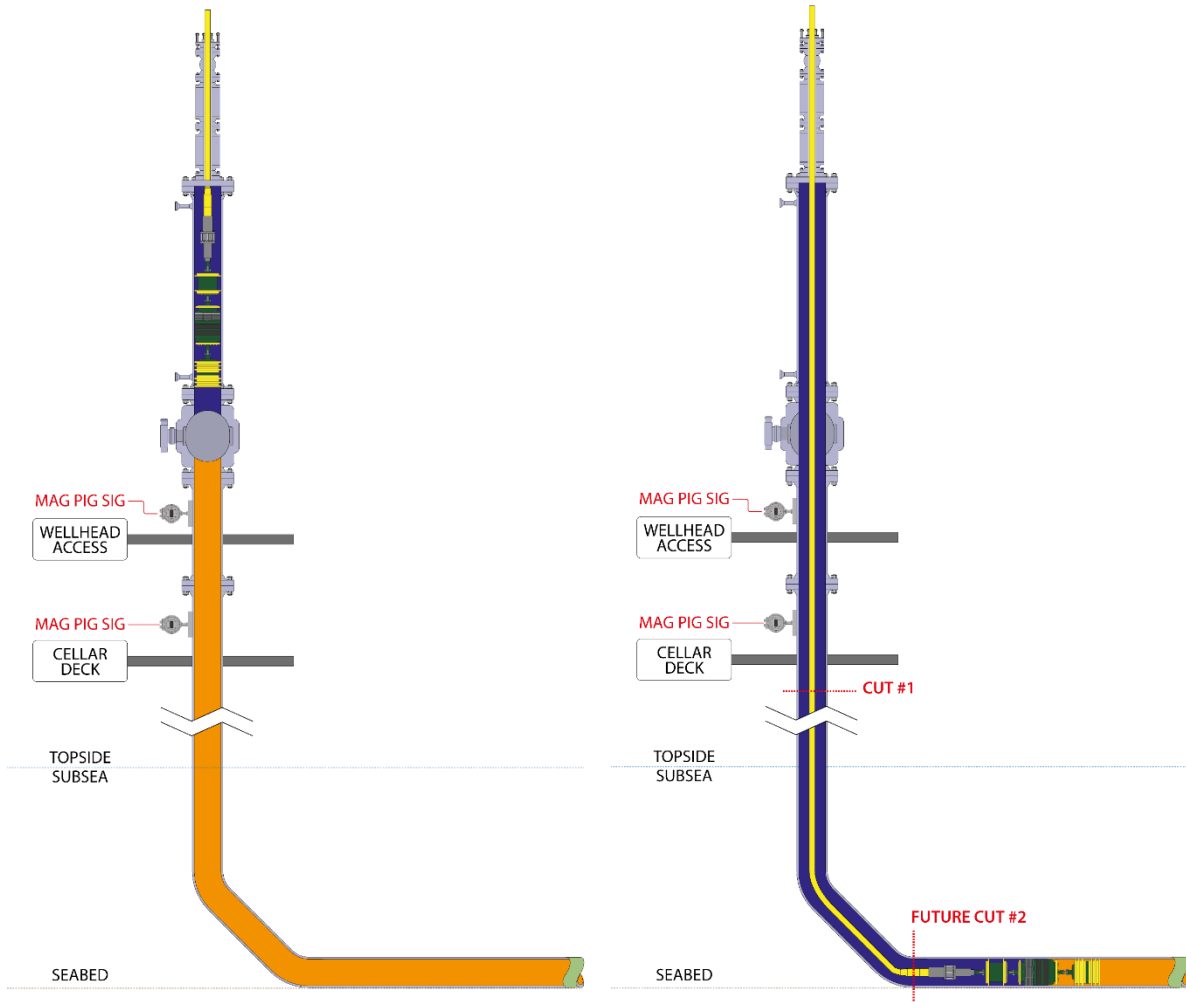 MAG PIG SIG
WELLHEAD
ACCESS
MAG PIG SIG
CELLAR
DECK
TOPSIDE
SUBSEA
SEABED
MAG PIG SIG
WELLHEAD
ACCESS
MAG PIG SIG
CELLAR
DECK
CUT #1
TOPSIDE
SUBSEA
FUTURE CUT #2
SEABED